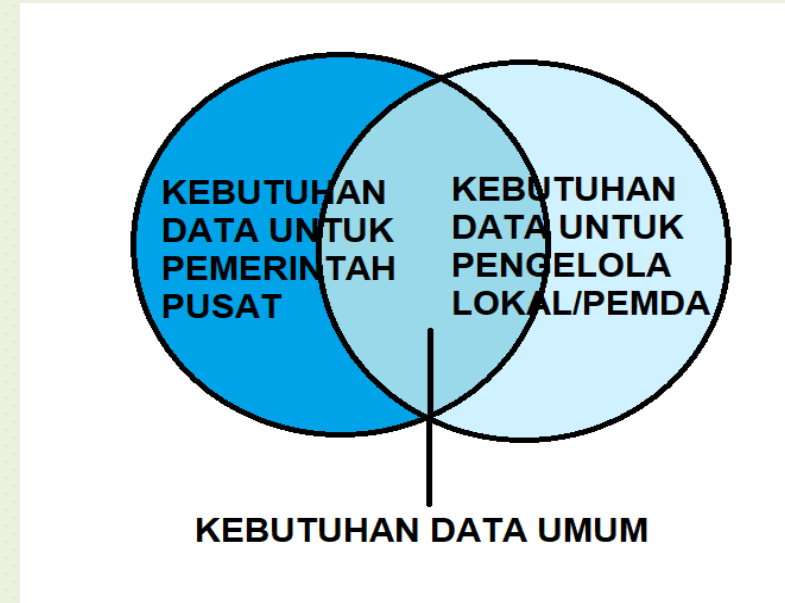 KEBUTUHAN
DATA UNTUK
PEMERINTAH
PUSAT
KEBUTUHAN
DATA UNTUK
PENGELOLA
LOKAL/PEMDA
KEBUTUHAN DATA UMUM